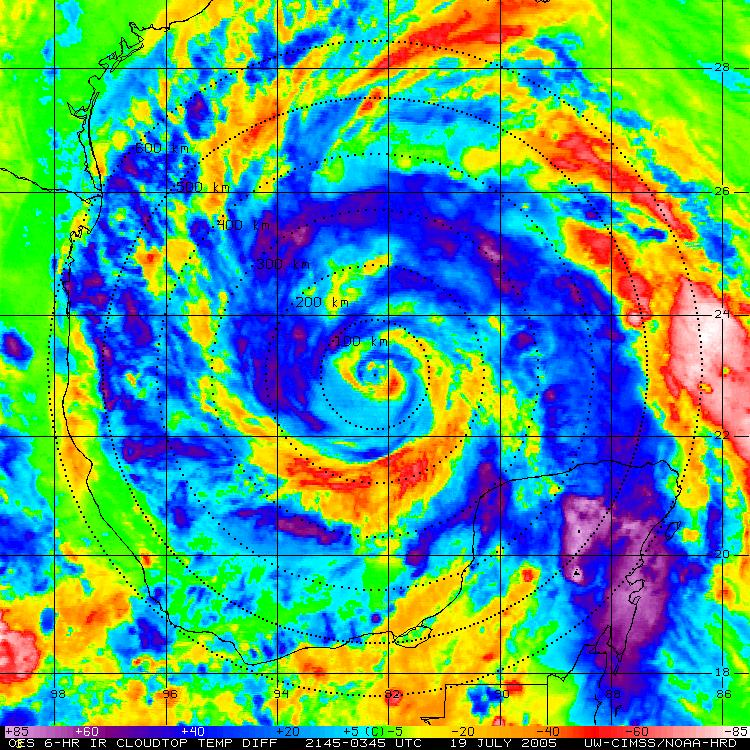 28
600 km
500 km
26
400 km
300 km
24
200 km
100 km
22
20
18
98 96 94 92 90 88 86
+85 +60 +40 +20 +5 (C) -5 -20 -40 -60 -85
OES 6-HR IR CLOUDTOP TEMP DIFF 2145-0345 UTC 19 JULY 2005 UW-CIMSS/NOAA-HRD